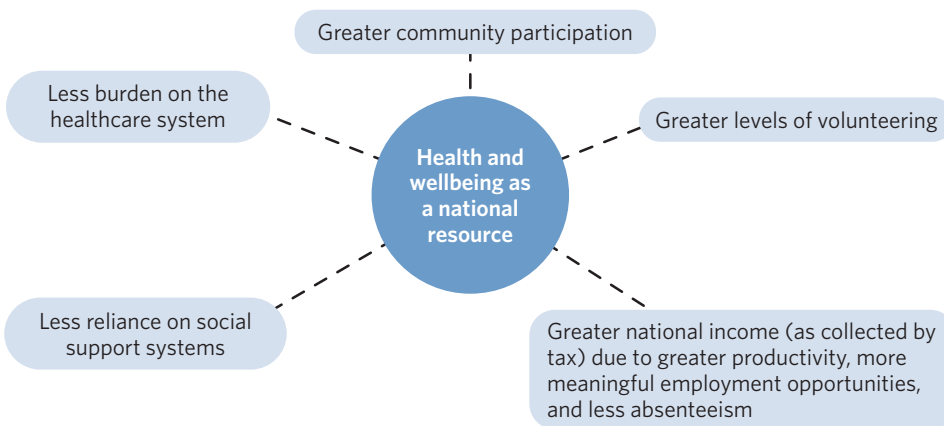 Greater community participation
Less burden on the
healthcare system
Greater levels of volunteering
Health and
wellbeing as
a national
resource
Less reliance on social
support systems
Greater national income (as collected by
tax) due to greater productivity, more
meaningful employment opportunities,
and less absenteeism